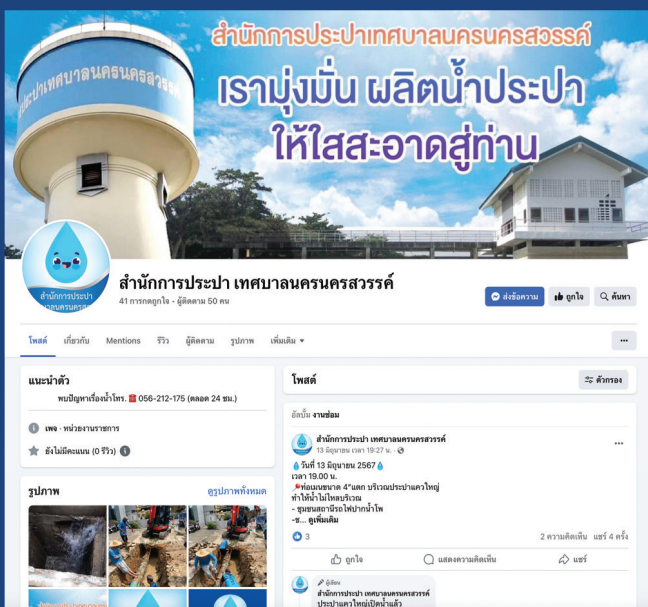 สำนักการประปาเทศบาลนครนครสวรรค์
เรามุ่งมั่น ผลิตน้ำประปา
ให้ใสสะอาดสู่ท่าน
สำนักการประปา
สำนักการประปา เทศบาลนครนครสวรรค์
41 การกดถูกใจ • ผู้ติดตาม 50 คน
ส่งข้อความ
ถูกใจ
ค้นหา
โพสต์ เกี่ยวกับ Mentions รีวิว ผู้ติดตาม รูปภาพ เพิ่มเติม
แนะนำตัว
พบปัญหาเรื่องน้ำโทร. ☎️ 056-212-175 (ตลอด 24 ชม.)
เพจ · หน่วยงานราชการ
ยังไม่มีคะแนน (0 รีวิว)
รูปภาพ
ดูรูปภาพทั้งหมด
โพสต์
ตัวกรอง
อัลบั้ม งานซ่อม
สำนักการประปา เทศบาลนครนครสวรรค์
13 มิถุนายน เวลา 19:27 น. ·
💧วันที่ 13 มิถุนายน 2567💧
เวลา 19.00 น.
📌ท่อเมนขนาด 4"แตก บริเวณประปาแควใหญ่
ทำให้น้ำไม่ไหลบริเวณ
- ชุมชนสถานีรถไฟปากน้ำโพ
-ช... ดูเพิ่มเติม
3
2 ความคิดเห็น แชร์ 4 ครั้ง
ถูกใจ
แสดงความคิดเห็น
แชร์
ผู้เขียน
สำนักการประปา เทศบาลนครนครสวรรค์
ประปาแควใหญ่เปิดน้ำแล้ว